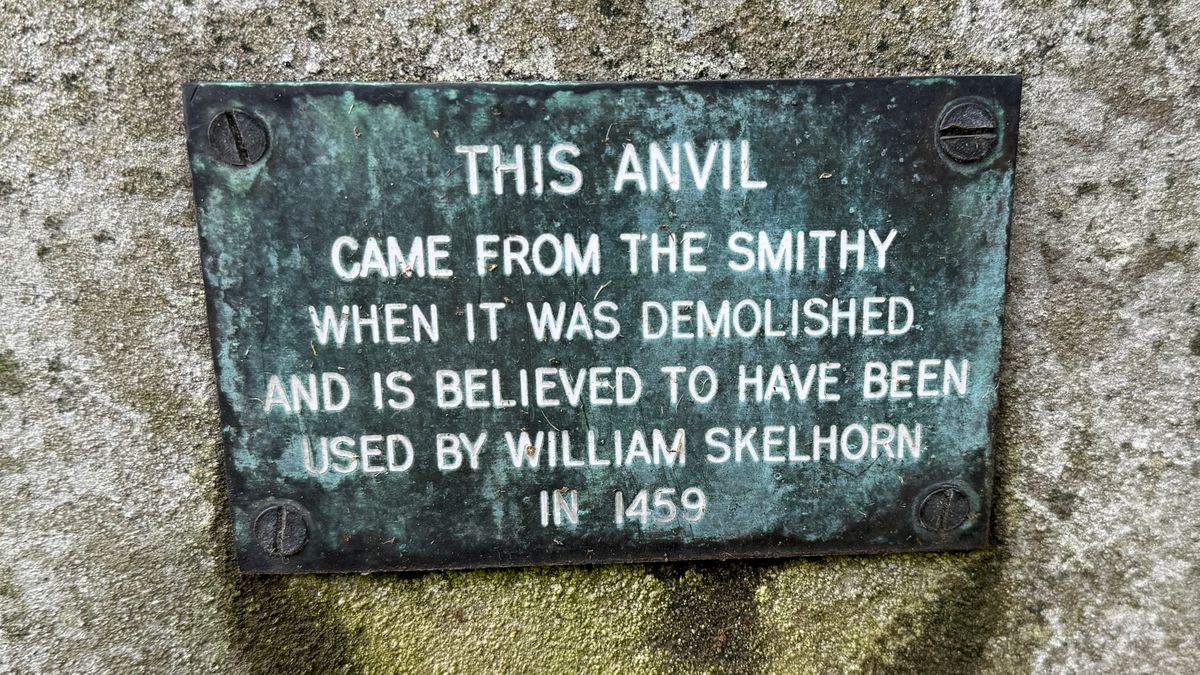 THIS ANVIL
CAME FROM THE SMITHY
WHEN IT WAS DEMOLISHED
AND IS BELIEVED TO HAVE BEEN
USED BY WILLIAM SKELHORN
IN 1459